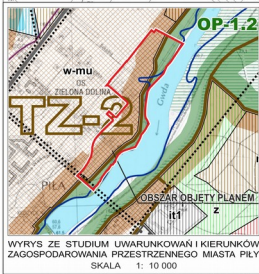 OP-1.2
w-mu
OS.
ZIELONA DOLINA
Gwda
TZ-2
PIŁA
OBSZAR OBJĘTY PLANEM
it1
z
WYRYS ZE STUDIUM UWARUNKOWAŃ I KIERUNKÓW
ZAGOSPODAROWANIA PRZESTRZENNEGO MIASTA PIŁY
SKALA 1: 10 000